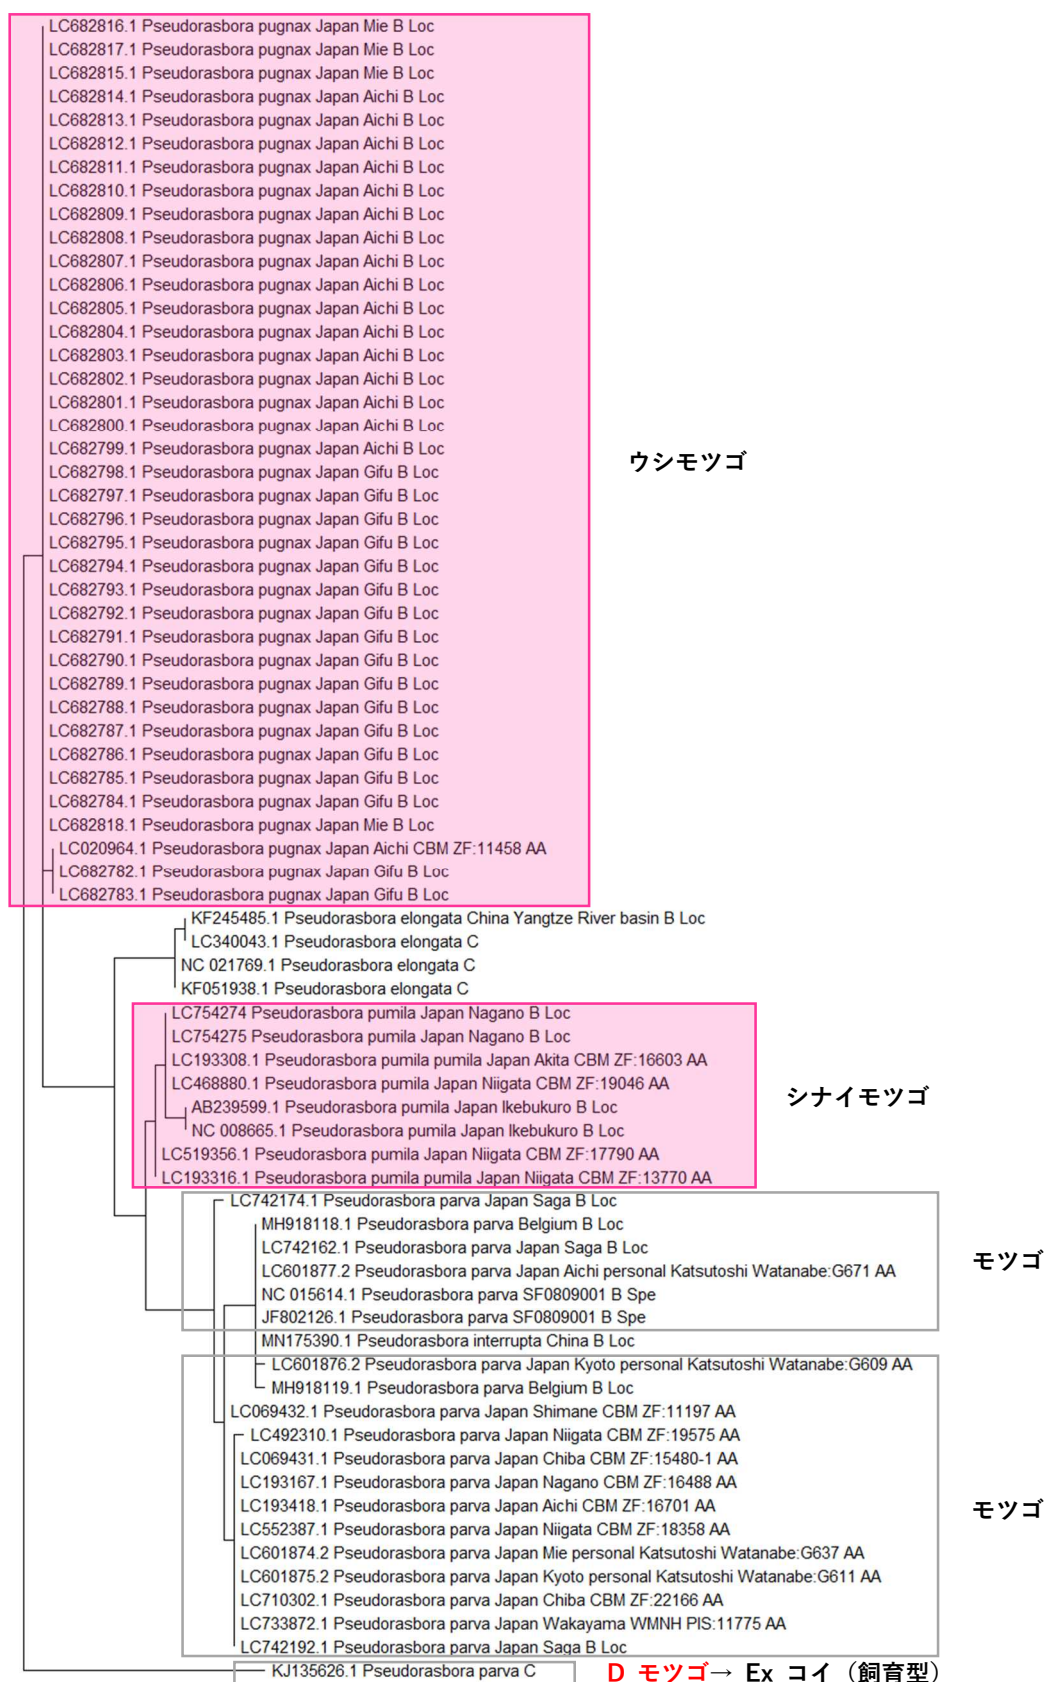 LC682816.1 Pseudorasbora pugnax Japan Mie B Loc
LC682817.1 Pseudorasbora pugnax Japan Mie B Loc
LC682815.1 Pseudorasbora pugnax Japan Mie B Loc
LC682814.1 Pseudorasbora pugnax Japan Aichi B Loc
LC682813.1 Pseudorasbora pugnax Japan Aichi B Loc
LC682812.1 Pseudorasbora pugnax Japan Aichi B Loc
LC682811.1 Pseudorasbora pugnax Japan Aichi B Loc
LC682810.1 Pseudorasbora pugnax Japan Aichi B Loc
LC682809.1 Pseudorasbora pugnax Japan Aichi B Loc
LC682808.1 Pseudorasbora pugnax Japan Aichi B Loc
LC682807.1 Pseudorasbora pugnax Japan Aichi B Loc
LC682806.1 Pseudorasbora pugnax Japan Aichi B Loc
LC682805.1 Pseudorasbora pugnax Japan Aichi B Loc
LC682804.1 Pseudorasbora pugnax Japan Aichi B Loc
LC682803.1 Pseudorasbora pugnax Japan Aichi B Loc
LC682802.1 Pseudorasbora pugnax Japan Aichi B Loc
LC682801.1 Pseudorasbora pugnax Japan Aichi B Loc
LC682800.1 Pseudorasbora pugnax Japan Aichi B Loc
LC682799.1 Pseudorasbora pugnax Japan Aichi B Loc
ウシモツゴ
LC682798.1 Pseudorasbora pugnax Japan Gifu B Loc
LC682797.1 Pseudorasbora pugnax Japan Gifu B Loc
LC682796.1 Pseudorasbora pugnax Japan Gifu B Loc
LC682795.1 Pseudorasbora pugnax Japan Gifu B Loc
LC682794.1 Pseudorasbora pugnax Japan Gifu B Loc
LC682793.1 Pseudorasbora pugnax Japan Gifu B Loc
LC682792.1 Pseudorasbora pugnax Japan Gifu B Loc
LC682791.1 Pseudorasbora pugnax Japan Gifu B Loc
LC682790.1 Pseudorasbora pugnax Japan Gifu B Loc
LC682789.1 Pseudorasbora pugnax Japan Gifu B Loc
LC682788.1 Pseudorasbora pugnax Japan Gifu B Loc
LC682787.1 Pseudorasbora pugnax Japan Gifu B Loc
LC682786.1 Pseudorasbora pugnax Japan Gifu B Loc
LC682785.1 Pseudorasbora pugnax Japan Gifu B Loc
LC682784.1 Pseudorasbora pugnax Japan Gifu B Loc
LC682818.1 Pseudorasbora pugnax Japan Mie B Loc
LC020964.1 Pseudorasbora pugnax Japan Aichi CBM ZF:11458 AA
LC682782.1 Pseudorasbora pugnax Japan Gifu B Loc
LC682783.1 Pseudorasbora pugnax Japan Gifu B Loc
KF245485.1 Pseudorasbora elongata China Yangtze River basin B Loc
LC340043.1 Pseudorasbora elongata C
NC 021769.1 Pseudorasbora elongata C
KF051938.1 Pseudorasbora elongata C
LC754274 Pseudorasbora pumila Japan Nagano B Loc
LC754275 Pseudorasbora pumila Japan Nagano B Loc
LC193308.1 Pseudorasbora pumila pumila Japan Akita CBM ZF:16603 AA
LC468880.1 Pseudorasbora pumila Japan Niigata CBM ZF:19046 AA
シナイモツゴ
AB239599.1 Pseudorasbora pumila Japan Ikebukuro B Loc
NC 008665.1 Pseudorasbora pumila Japan Ikebukuro B Loc
LC519356.1 Pseudorasbora pumila Japan Niigata CBM ZF:17790 AA
LC193316.1 Pseudorasbora pumila pumila Japan Niigata CBM ZF:13770 AA
LC742174.1 Pseudorasbora parva Japan Saga B Loc
MH918118.1 Pseudorasbora parva Belgium B Loc
LC742162.1 Pseudorasbora parva Japan Saga B Loc
モツゴ
LC601877.2 Pseudorasbora parva Japan Aichi personal Katsutoshi Watanabe:G671 AA
NC 015614.1 Pseudorasbora parva SF0809001 B Spe
JF802126.1 Pseudorasbora parva SF0809001 B Spe
MN175390.1 Pseudorasbora interrupta China B Loc
LC601876.2 Pseudorasbora parva Japan Kyoto personal Katsutoshi Watanabe:G609 AA
MH918119.1 Pseudorasbora parva Belgium B Loc
LC069432.1 Pseudorasbora parva Japan Shimane CBM ZF:11197 AA
LC492310.1 Pseudorasbora parva Japan Niigata CBM ZF:19575 AA
LC069431.1 Pseudorasbora parva Japan Chiba CBM ZF:15480-1 AA
LC193167.1 Pseudorasbora parva Japan Nagano CBM ZF:16488 AA
LC193418.1 Pseudorasbora parva Japan Aichi CBM ZF:16701 AA
モツゴ
LC552387.1 Pseudorasbora parva Japan Niigata CBM ZF:18358 AA
LC601874.2 Pseudorasbora parva Japan Mie personal Katsutoshi Watanabe:G637 AA
LC601875.2 Pseudorasbora parva Japan Kyoto personal Katsutoshi Watanabe:G611 AA
LC710302.1 Pseudorasbora parva Japan Chiba CBM ZF:22166 AA
LC733872.1 Pseudorasbora parva Japan Wakayama WMNH PIS:11775 AA
LC742192.1 Pseudorasbora parva Japan Saga B Loc
KJ135626.1 Pseudorasbora parva C
D モツゴ→ Ex コイ（飼育型）